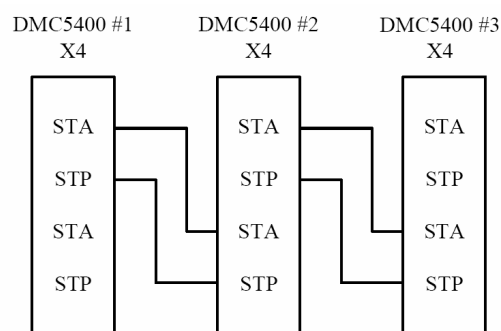 DMC5400 #1 DMC5400 #2 DMC5400 #3
X4 X4 X4
STA STA STA
STP STP STP
STA STA STA
STP STP STP